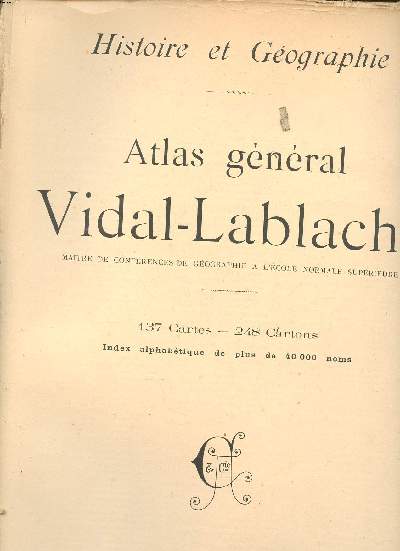 Histoire et Géographie
Atlas général
Vidal-Lablach
MAITRE DE CONFÉRENCES DE GÉOGRAPHIE A L'ÉCOLE NORMALE SUPÉRIEURE
137 Cartes — 248 Cartons
Index alphabétique de plus de 40 000 noms
& Cie